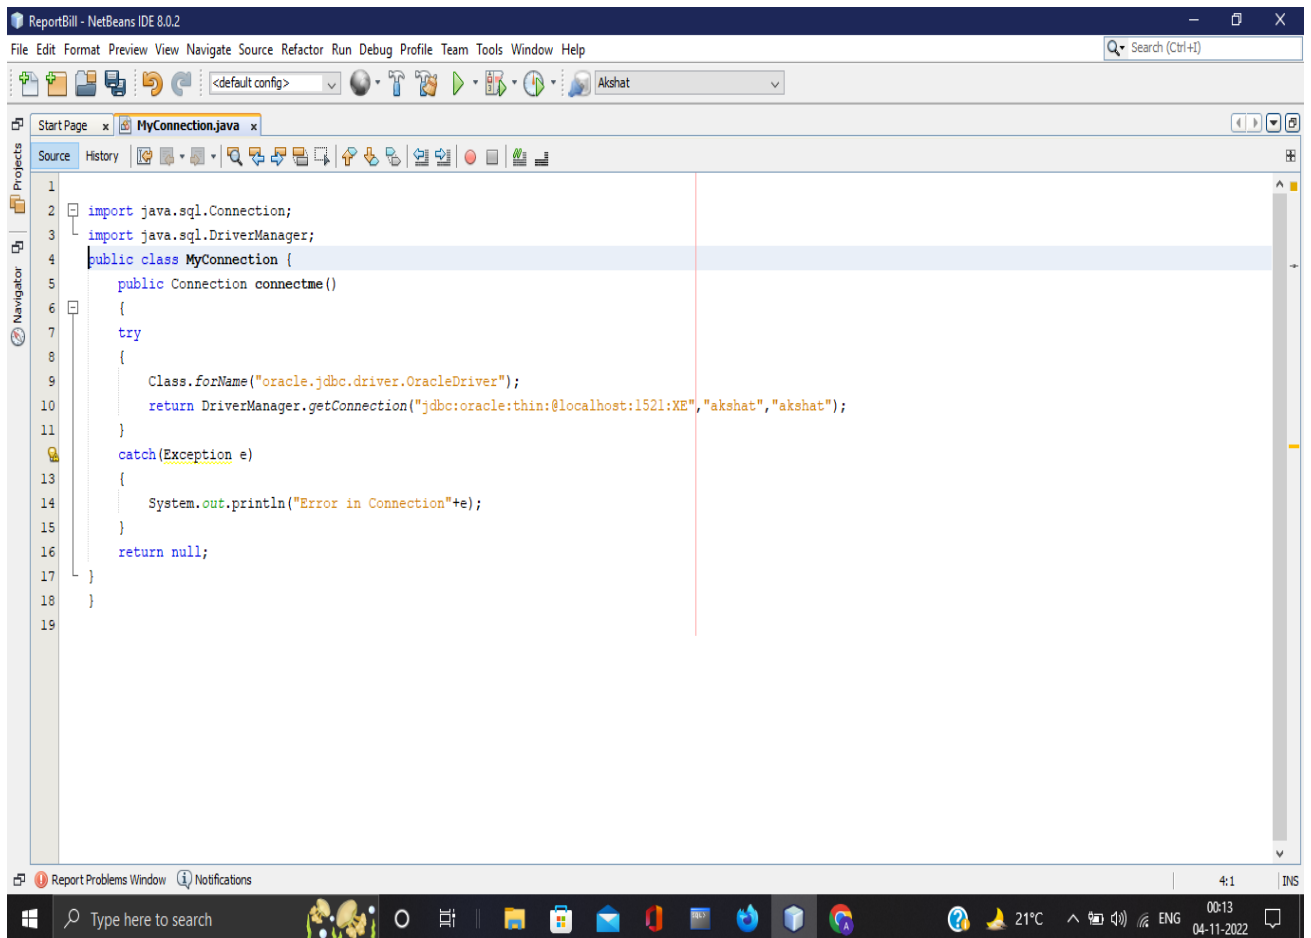 ReportBill - NetBeans IDE 8.0.2
File Edit Format Preview View Navigate Source Refactor Run Debug Profile Team Tools Window Help
Search (Ctrl+I)
<default config>
Akshat
Start Page x MyConnection.java x
Source History
Projects
Navigator
1
2 import java.sql.Connection;
3 import java.sql.DriverManager;
4 public class MyConnection {
5 public Connection connectme()
6 {
7 try
8 {
9 Class.forName("oracle.jdbc.driver.OracleDriver");
10 return DriverManager.getConnection("jdbc:oracle:thin:@localhost:1521:XE","akshat","akshat");
11 }
catch(Exception e)
13 {
14 System.out.println("Error in Connection"+e);
15 }
16 return null;
17 }
18 }
19
Report Problems Window Notifications
4:1 INS
Type here to search
21°C ENG
00:13
04-11-2022